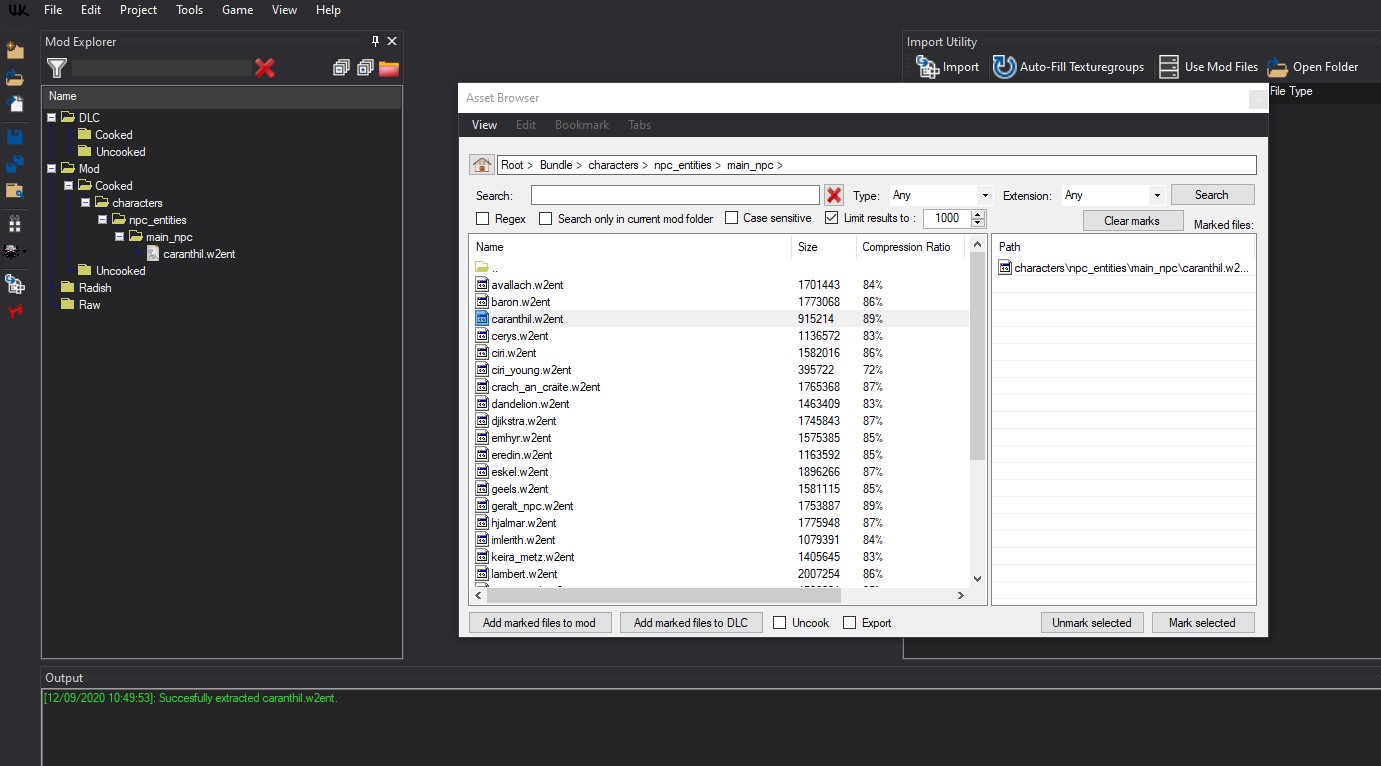 File Edit Project Tools Game View Help
Mod Explorer
Name
DLC
Cooked
Uncooked
Mod
Cooked
characters
npc_entities
main_npc
caranthil.w2ent
Uncooked
Radish
Raw
Import Utility
Import Auto-Fill Texturegroups Use Mod Files Open Folder
File Type
Asset Browser
View Edit Bookmark Tabs
Root > Bundle > characters > npc_entities > main_npc >
Search: Type: Any Extension: Any Search
Regex Search only in current mod folder Case sensitive Limit results to : 1000 Clear marks Marked files:
Name Size Compression Ratio
..
avallach.w2ent 1701443 84%
baron.w2ent 1773068 86%
caranthil.w2ent 915214 89%
cerys.w2ent 1136572 83%
ciri.w2ent 1582016 86%
ciri_young.w2ent 395722 72%
crach_an_craite.w2ent 1765368 87%
dandelion.w2ent 1463409 83%
djikstra.w2ent 1745843 87%
emhyr.w2ent 1575385 85%
eredin.w2ent 1163592 85%
eskel.w2ent 1896266 87%
geels.w2ent 1581115 85%
geralt_npc.w2ent 1753887 89%
hjalmar.w2ent 1775948 87%
imlerith.w2ent 1079391 84%
keira_metz.w2ent 1405645 83%
lambert.w2ent 2007254 86%
Path
characters\npc_entities\main_npc\caranthil.w2...
Add marked files to mod Add marked files to DLC Uncook Export Unmark selected Mark selected
Output
[12/09/2020 10:49:53]: Succesfully extracted caranthil.w2ent.